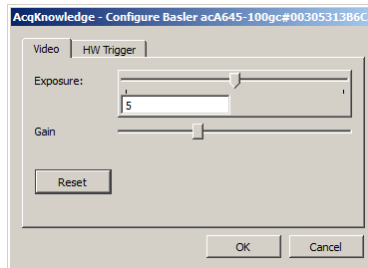 AcqKnowledge - Configure Basler acA645-100gc#00305313B6C
Video
HW Trigger
Exposure:
5
Gain
Reset
OK
Cancel